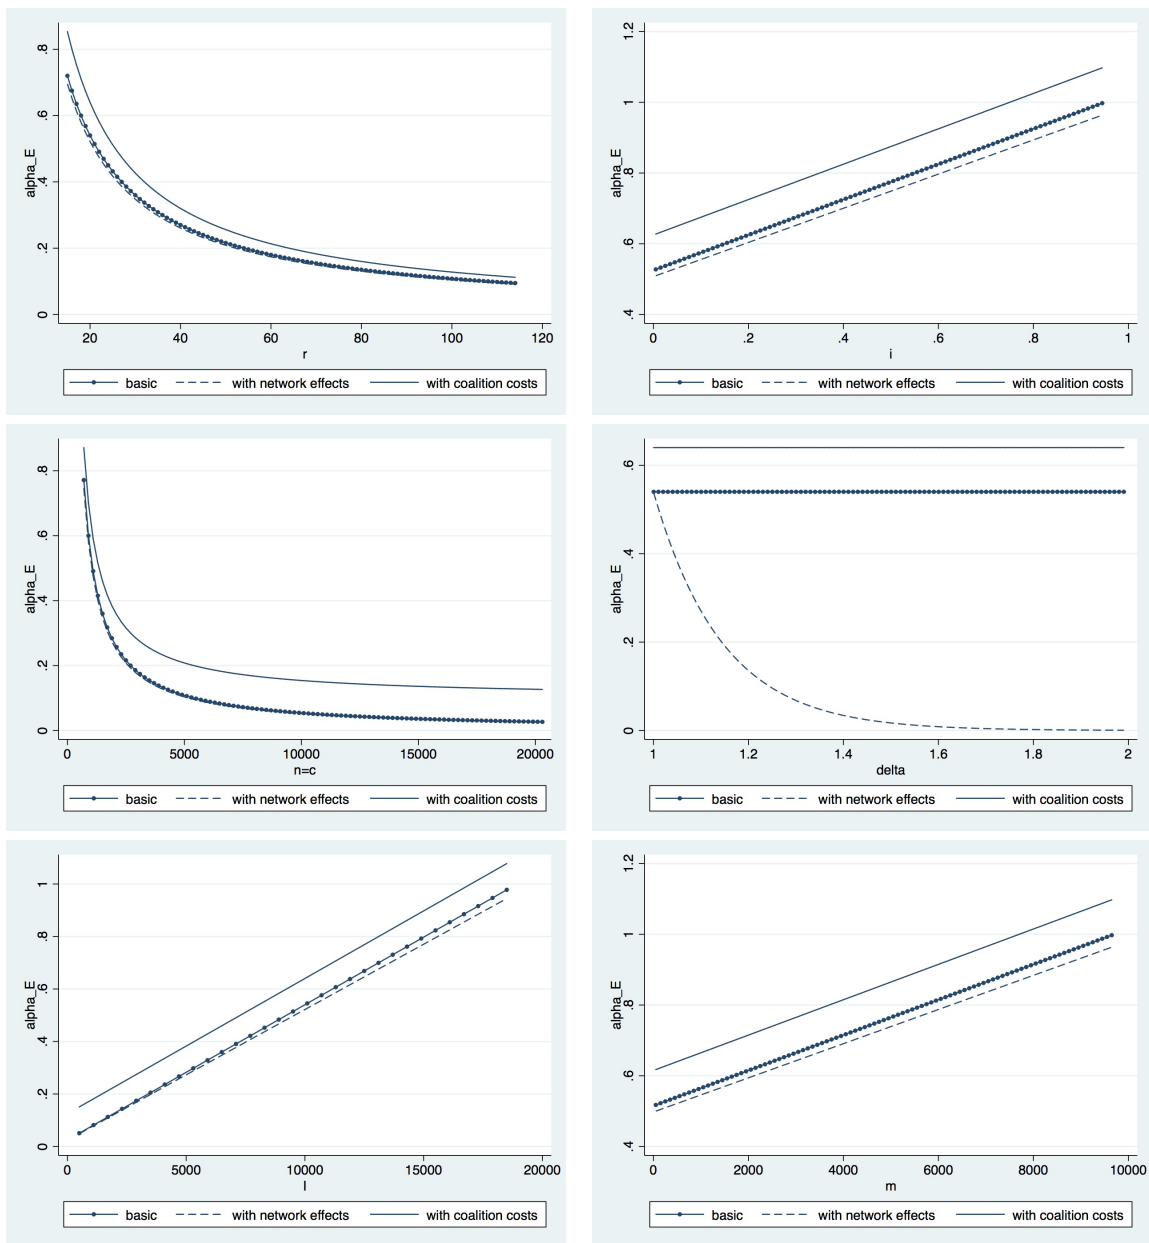 .8
.6
.4
.2
0
alpha_E
20 40 60 80 100 120
r
basic with network effects with coalition costs
1.2
1
.8
.6
.4
alpha_E
0 .2 .4 .6 .8 1
i
basic with network effects with coalition costs
.8
.6
.4
.2
0
alpha_E
0 5000 10000 15000 20000
n=c
basic with network effects with coalition costs
.6
.4
.2
0
alpha_E
1 1.2 1.4 1.6 1.8 2
delta
basic with network effects with coalition costs
1
.8
.6
.4
.2
0
alpha_E
0 5000 10000 15000 20000
l
basic with network effects with coalition costs
1.2
1
.8
.6
.4
alpha_E
0 2000 4000 6000 8000 10000
m
basic with network effects with coalition costs